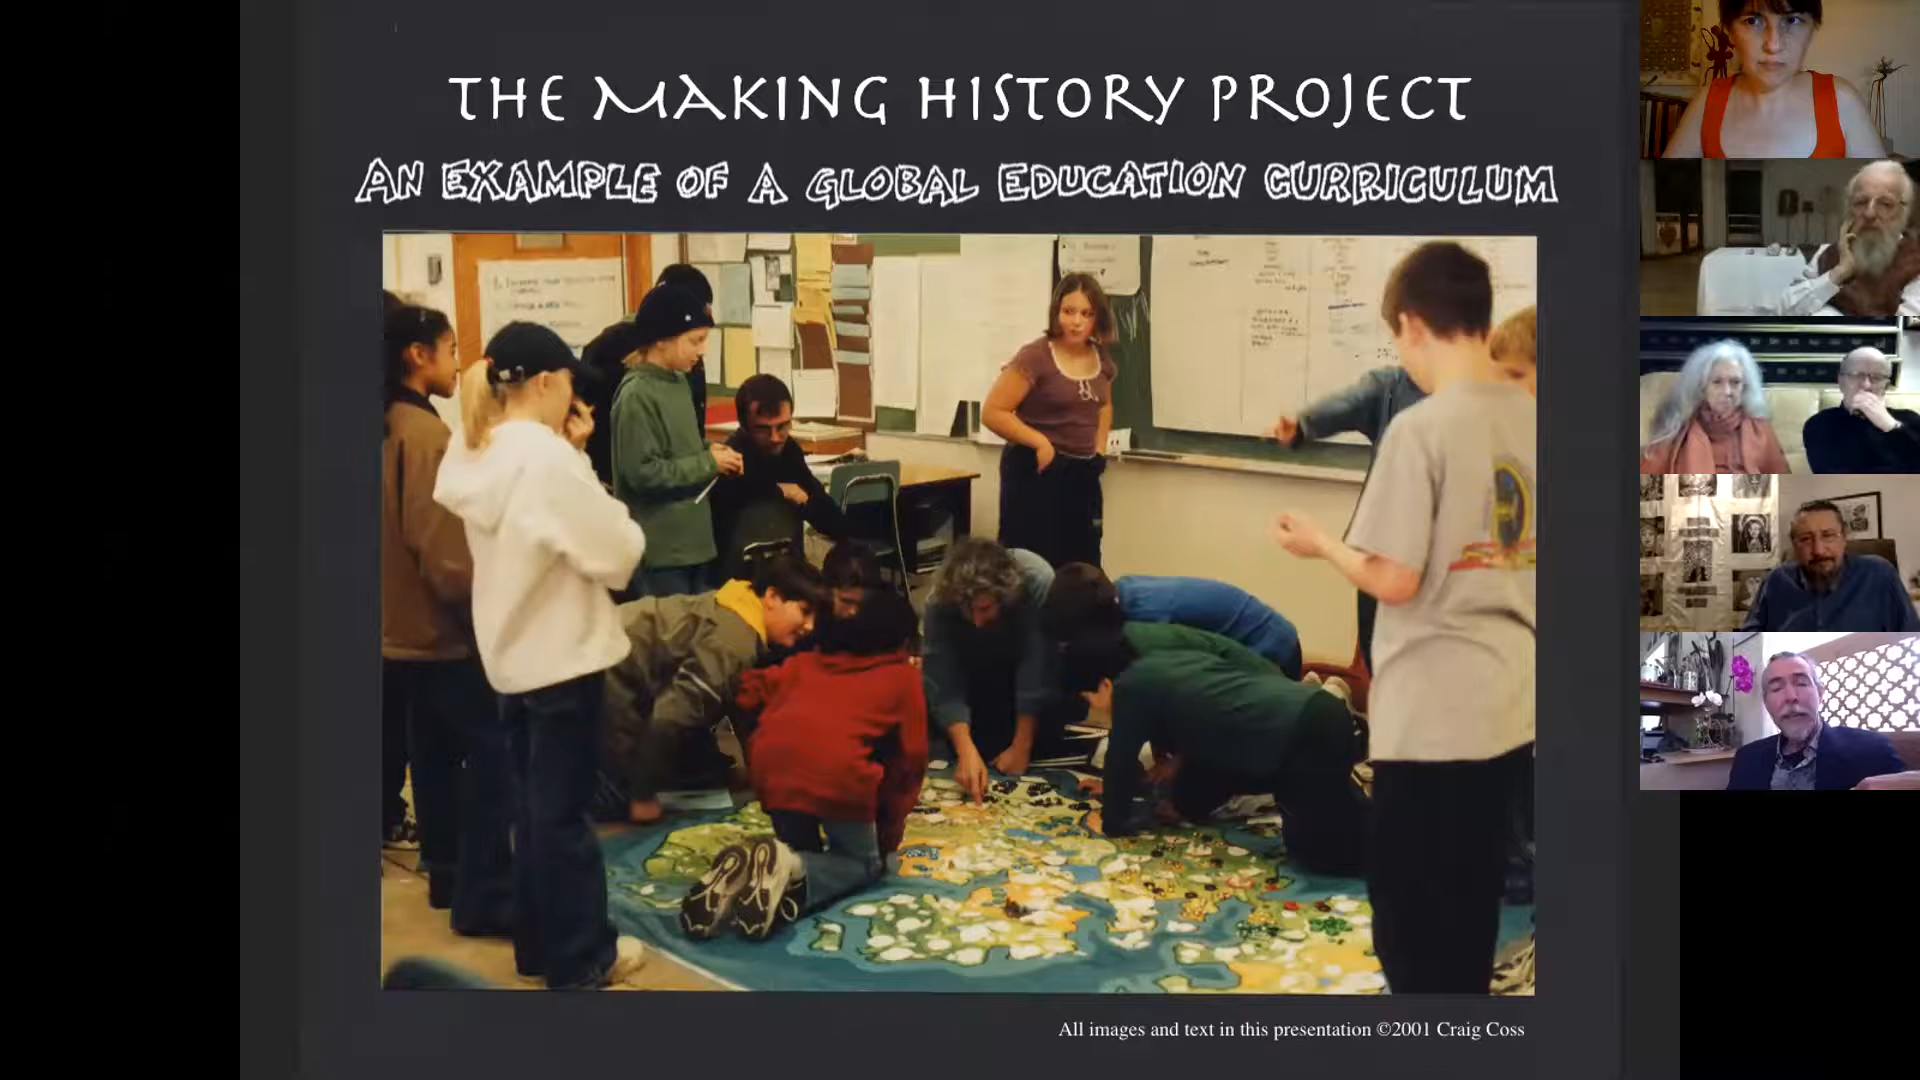 THE MAKING HISTORY PROJECT
AN EXAMPLE OF A GLOBAL EDUCATION CURRICULUM
All images and text in this presentation ©2001 Craig Coss